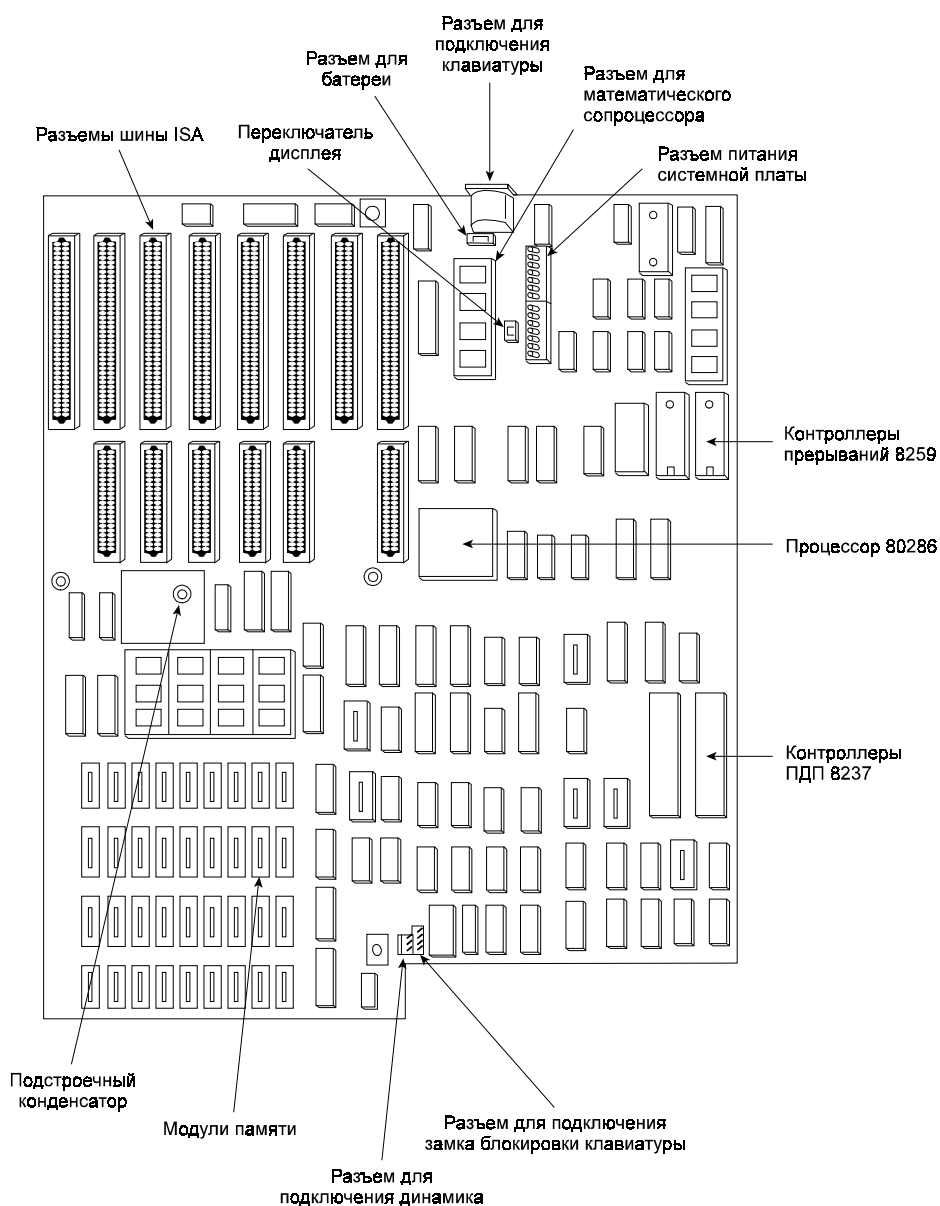 Разъем для
подключения
клавиатуры
Разъем для
батареи
Разъем для
математического
сопроцессора
Переключатель
дисплея
Разъемы шины ISA
Разъем питания
системной платы
Контроллеры
прерываний 8259
Процессор 80286
Контроллеры
ПДП 8237
Подстроечный
конденсатор
Модули памяти
Разъем для подключения
замка блокировки клавиатуры
Разъем для
подключения динамика